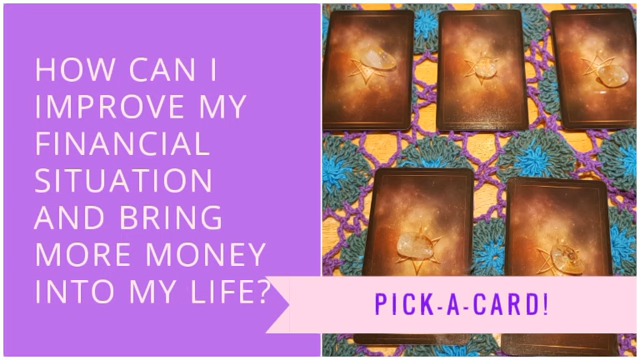 HOW CAN I
IMPROVE MY
FINANCIAL
SITUATION
AND BRING
MORE MONEY
INTO MY LIFE?
PICK-A-CARD!